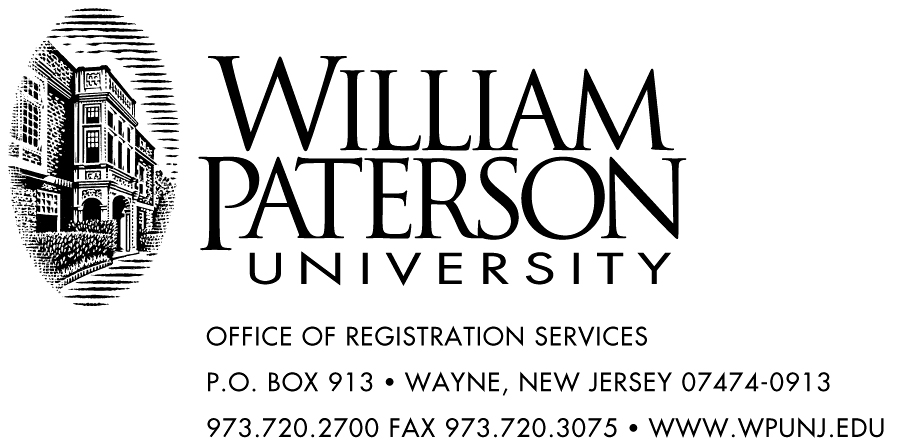 WILLIAM
PATERSON
UNIVERSITY
OFFICE OF REGISTRATION SERVICES
P.O. BOX 913 • WAYNE, NEW JERSEY 07474-0913
973.720.2700 FAX 973.720.3075 • WWW.WPUNJ.EDU